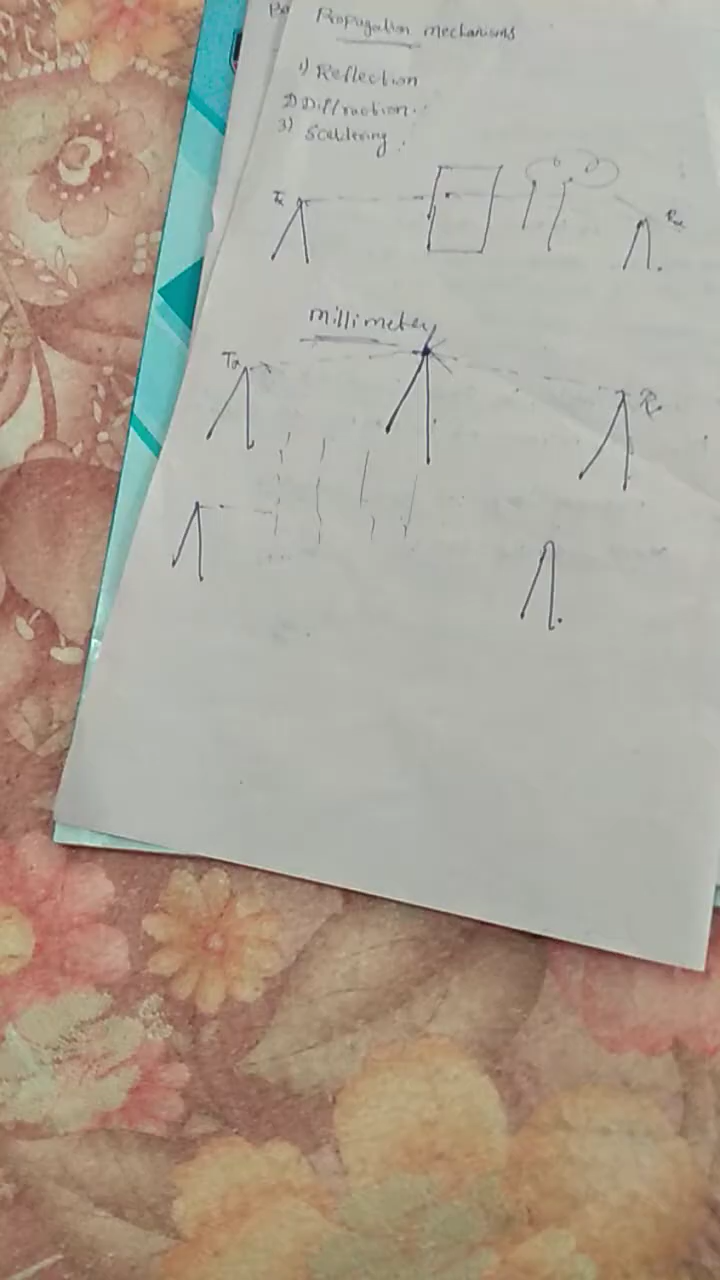 Propagation mechanisms
1) Reflection
2) Diffraction.
3) Scattering.
Tx
Rx
millimeter
Tx
Rx